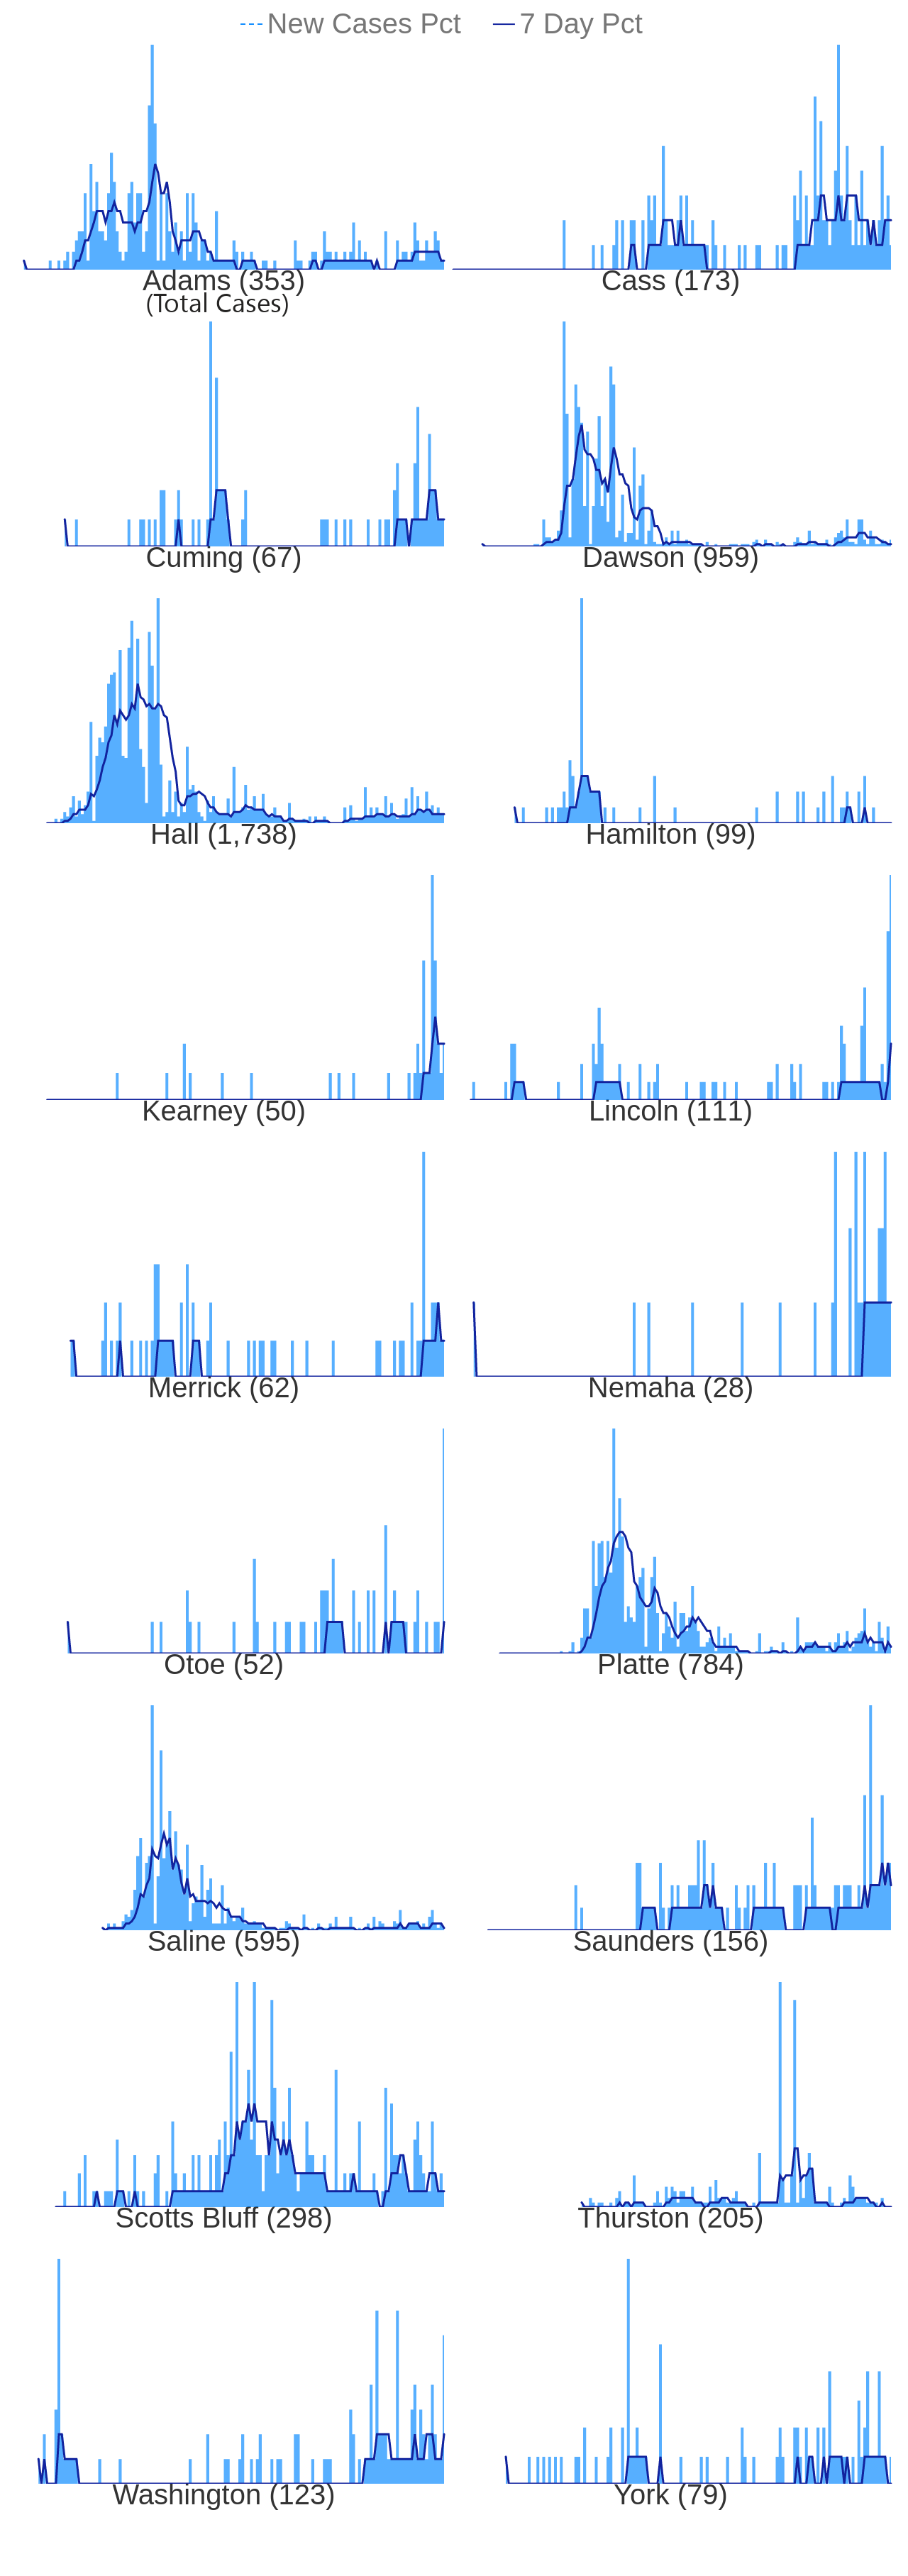 New Cases Pct 7 Day Pct
Adams (353) Cass (173)
(Total Cases)
Cuming (67) Dawson (959)
Hall (1,738) Hamilton (99)
Kearney (50) Lincoln (111)
Merrick (62) Nemaha (28)
Otoe (52) Platte (784)
Saline (595) Saunders (156)
Scotts Bluff (298) Thurston (205)
Washington (123) York (79)